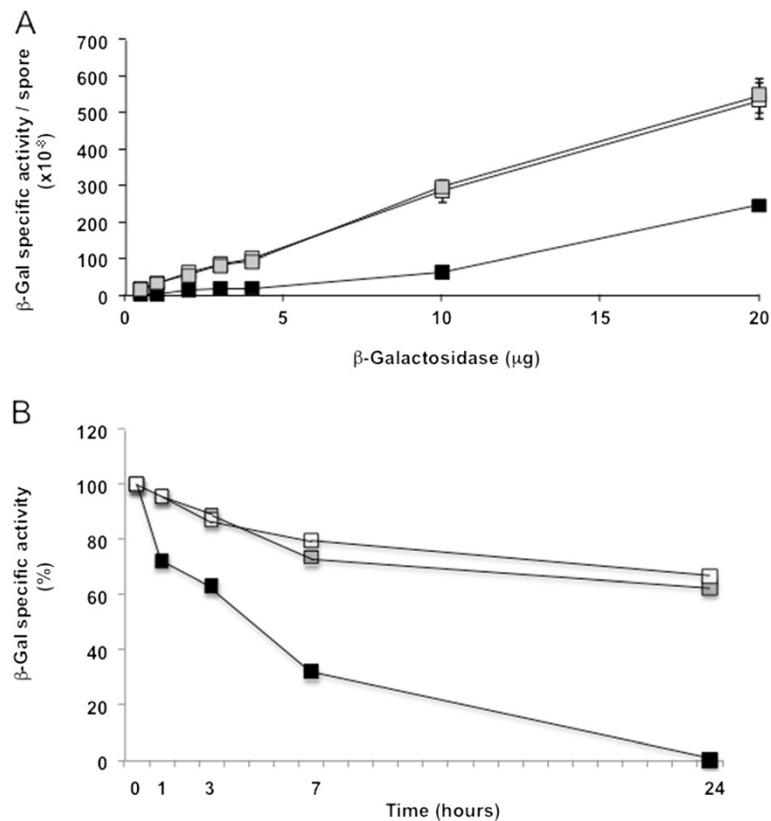 A
β-Gal specific activity / spore
(x10⁻⁸)
700
600
500
400
300
200
100
0
0 5 10 15 20
β-Galactosidase (μg)
B
β-Gal specific activity
(%)
120
100
80
60
40
20
0
0 1 3 7 24
Time (hours)